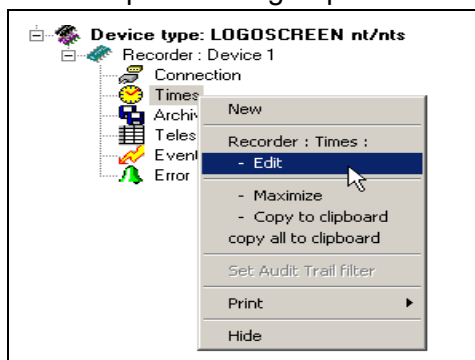 Device type: LOGOSCREEN nt/nts
Recorder : Device 1
Connection
Times
Archiv
Teles
Event
Error
New
Recorder : Times :
- Edit
- Maximize
- Copy to clipboard
copy all to clipboard
Set Audit Trail filter
Print
Hide